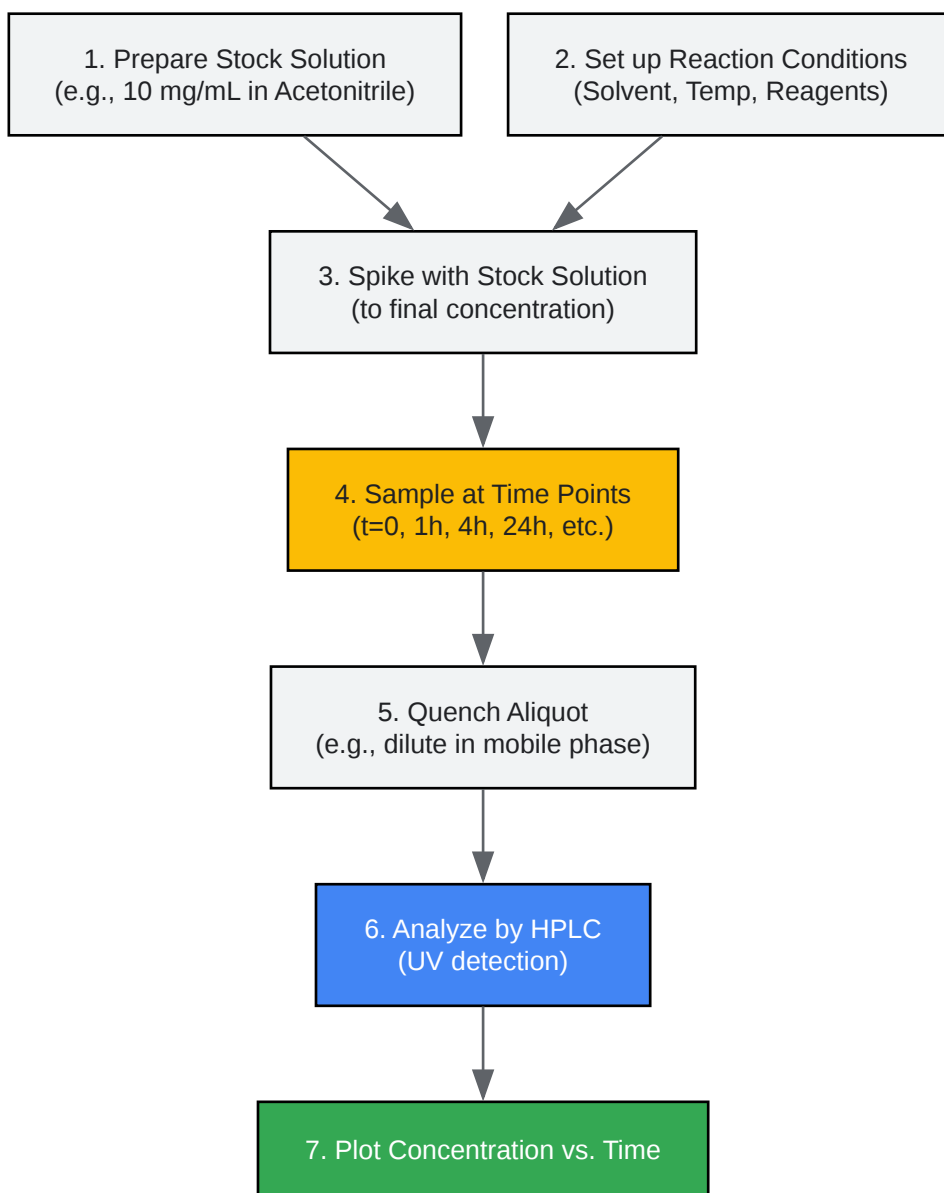 1. Prepare Stock Solution
(e.g., 10 mg/mL in Acetonitrile)
2. Set up Reaction Conditions
(Solvent, Temp, Reagents)
3. Spike with Stock Solution
(to final concentration)
4. Sample at Time Points
(t=0, 1h, 4h, 24h, etc.)
5. Quench Aliquot
(e.g., dilute in mobile phase)
6. Analyze by HPLC
(UV detection)
7. Plot Concentration vs. Time